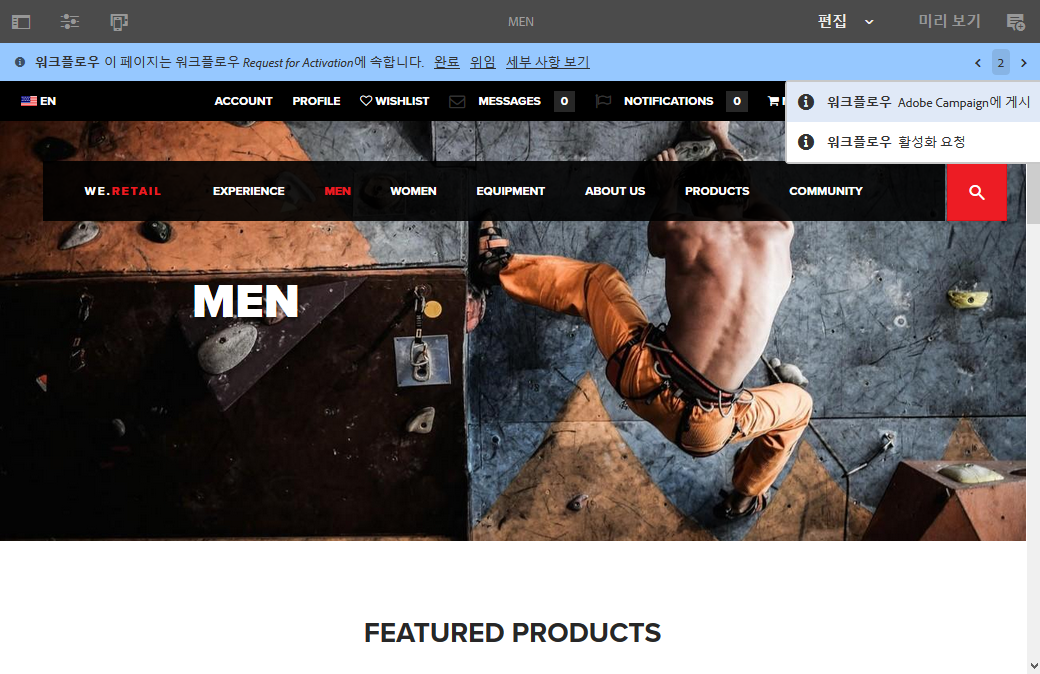 MEN
편집
미리 보기
워크플로우 이 페이지는 워크플로우 Request for Activation에 속합니다. 완료 위임 세부 사항 보기
2
EN
ACCOUNT PROFILE WISHLIST MESSAGES 0 NOTIFICATIONS 0
워크플로우 Adobe Campaign에 게시
워크플로우 활성화 요청
WE.RETAIL EXPERIENCE MEN WOMEN EQUIPMENT ABOUT US PRODUCTS COMMUNITY
MEN
FEATURED PRODUCTS